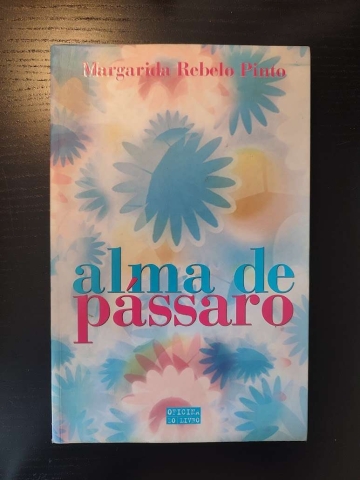 Margarida Rebelo Pinto
alma de
pássaro
OFICINA
DO LIVRO